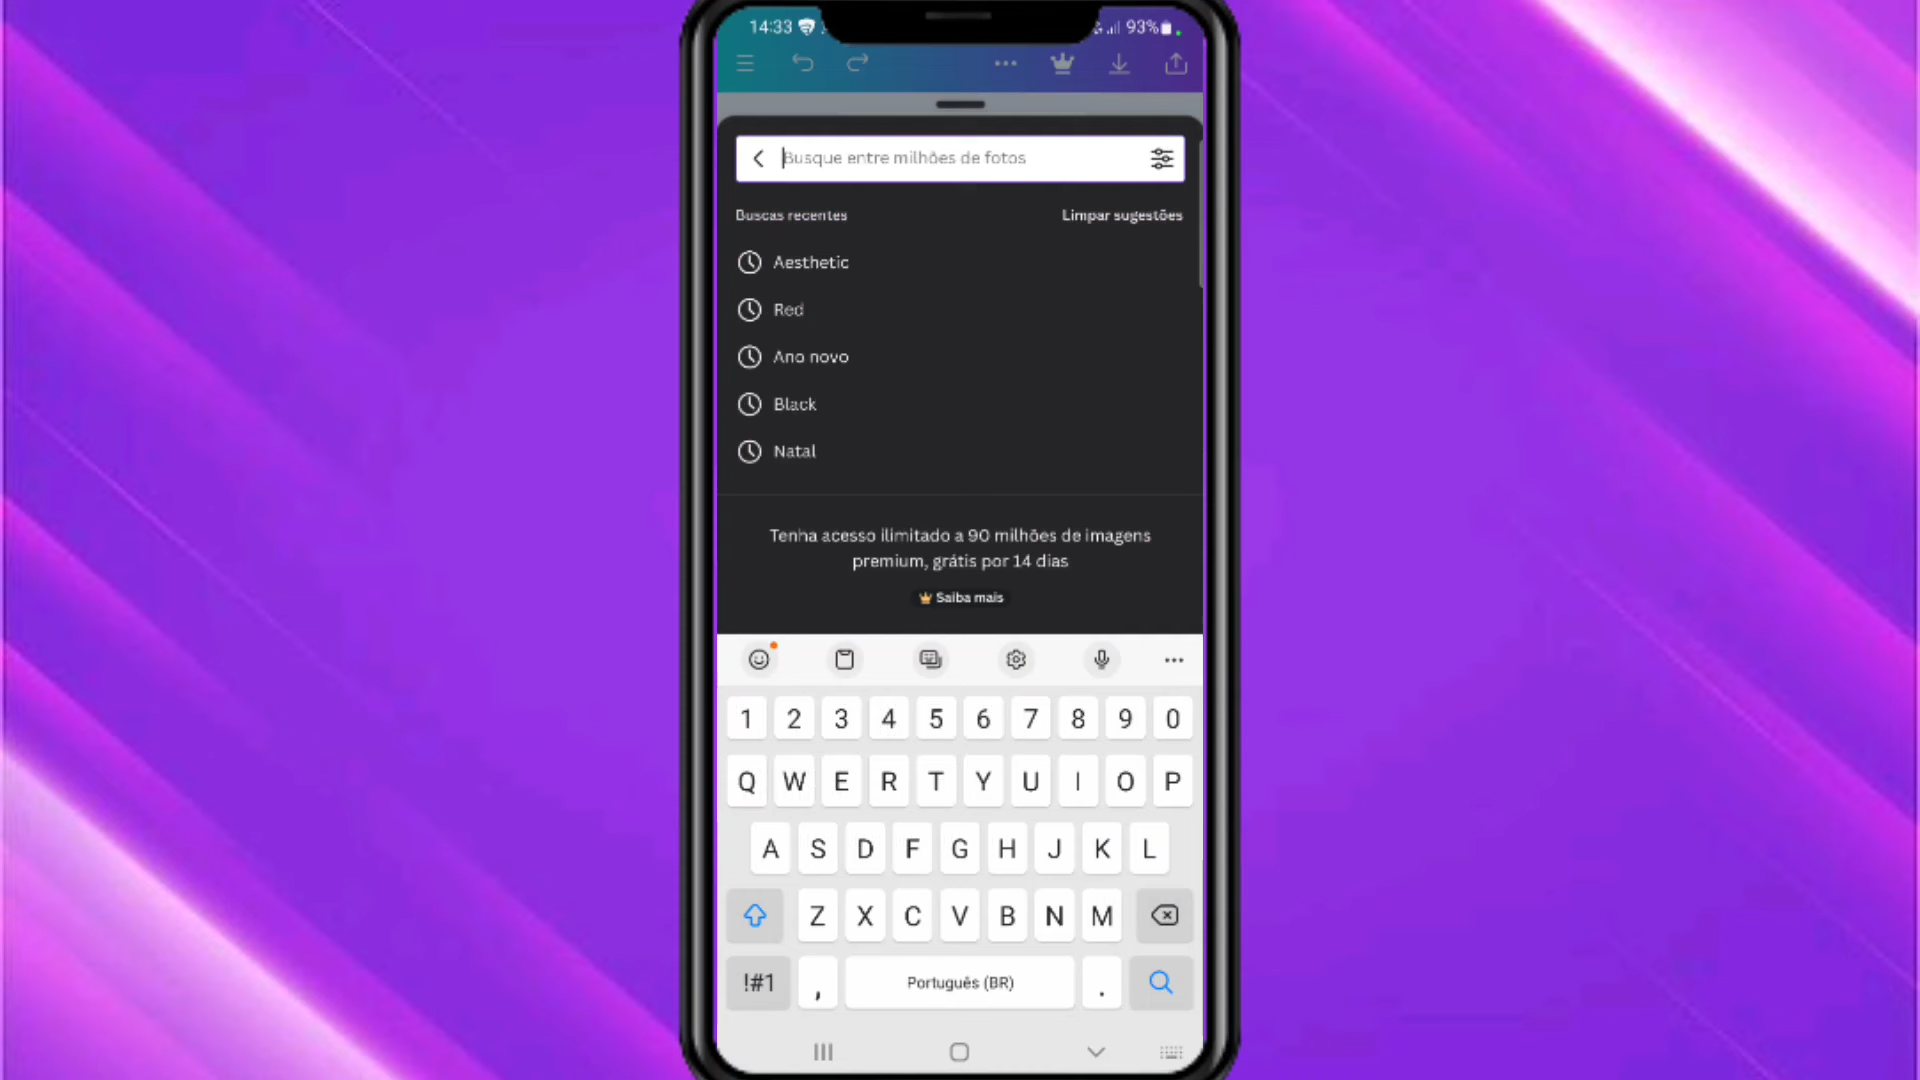 14:33
93%
Busque entre milhões de fotos
Buscas recentes
Limpar sugestões
Aesthetic
Red
Ano novo
Black
Natal
Tenha acesso ilimitado a 90 milhões de imagens
premium, grátis por 14 dias
Saiba mais
1 2 3 4 5 6 7 8 9 0
Q W E R T Y U I O P
A S D F G H J K L
Z X C V B N M
!#1 , Português (BR) .